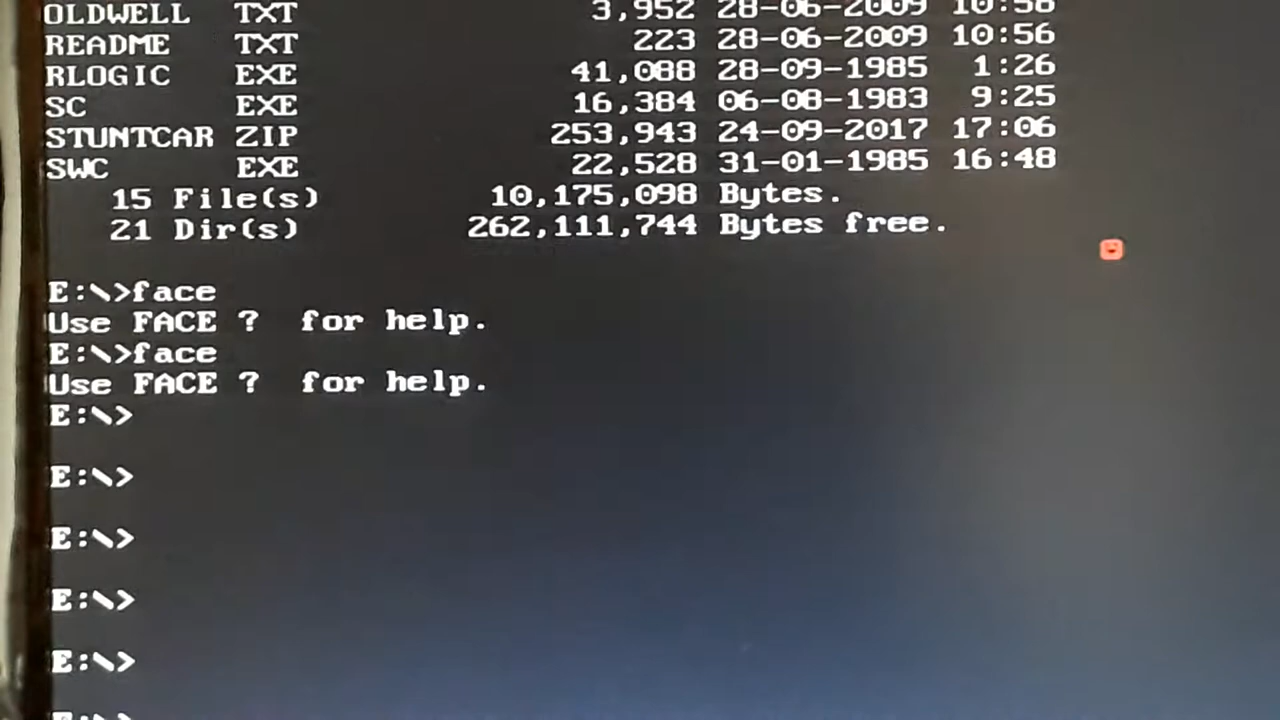 OLDWELL TXT 3,952 28-06-2009 10:58
README TXT 223 28-06-2009 10:56
RLOGIC EXE 41,088 28-09-1985 1:26
SC EXE 16,384 06-08-1983 9:25
STUNTCAR ZIP 253,943 24-09-2017 17:06
SWC EXE 22,528 31-01-1985 16:48
15 File(s) 10,175,098 Bytes.
21 Dir(s) 262,111,744 Bytes free.
E:\>face
Use FACE ? for help.
E:\>face
Use FACE ? for help.
E:\>
E:\>
E:\>
E:\>
E:\>
E:\>